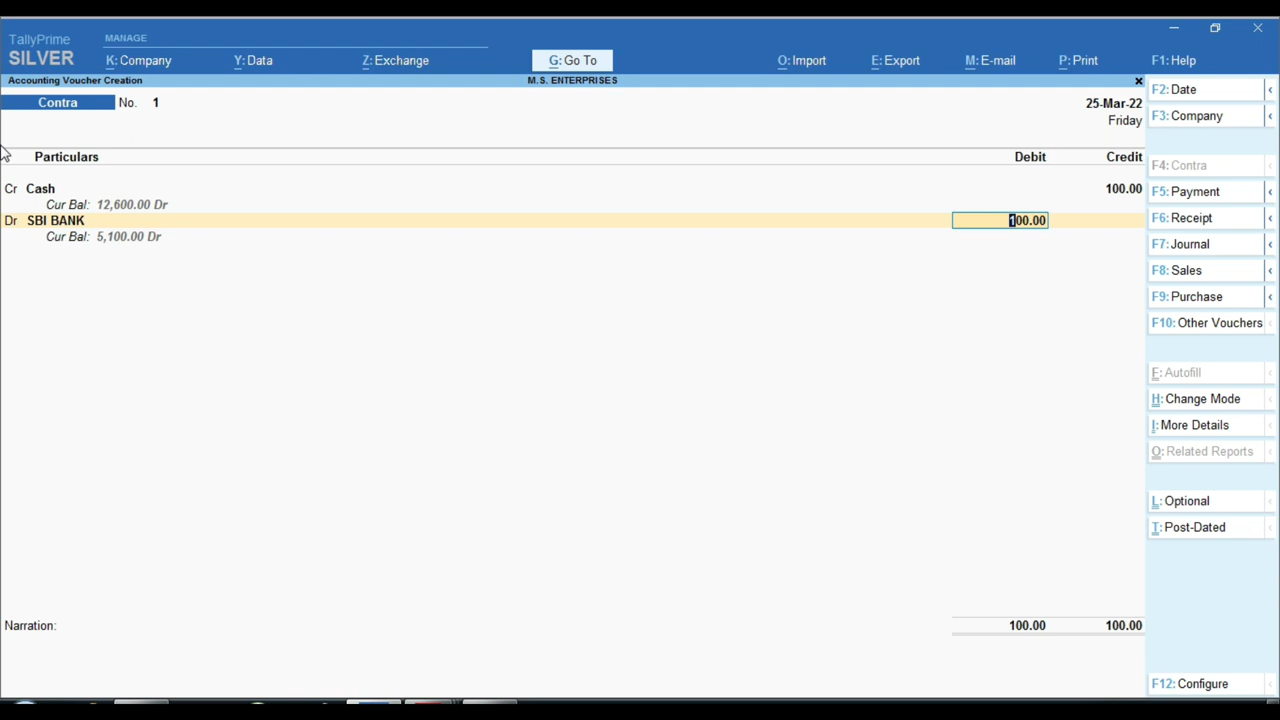 TallyPrime
SILVER
MANAGE
K: Company
Y: Data
Z: Exchange
G: Go To
O: Import
E: Export
M: E-mail
P: Print
F1: Help
Accounting Voucher Creation
M.S. ENTERPRISES
Contra No. 1
25-Mar-22
Friday
Particulars Debit Credit
Cr Cash 100.00
Cur Bal: 12,600.00 Dr
Dr SBI BANK 100.00
Cur Bal: 5,100.00 Dr
Narration: 100.00 100.00
F2: Date
F3: Company
F4: Contra
F5: Payment
F6: Receipt
F7: Journal
F8: Sales
F9: Purchase
F10: Other Vouchers
F: Autofill
H: Change Mode
I: More Details
O: Related Reports
L: Optional
T: Post-Dated
F12: Configure